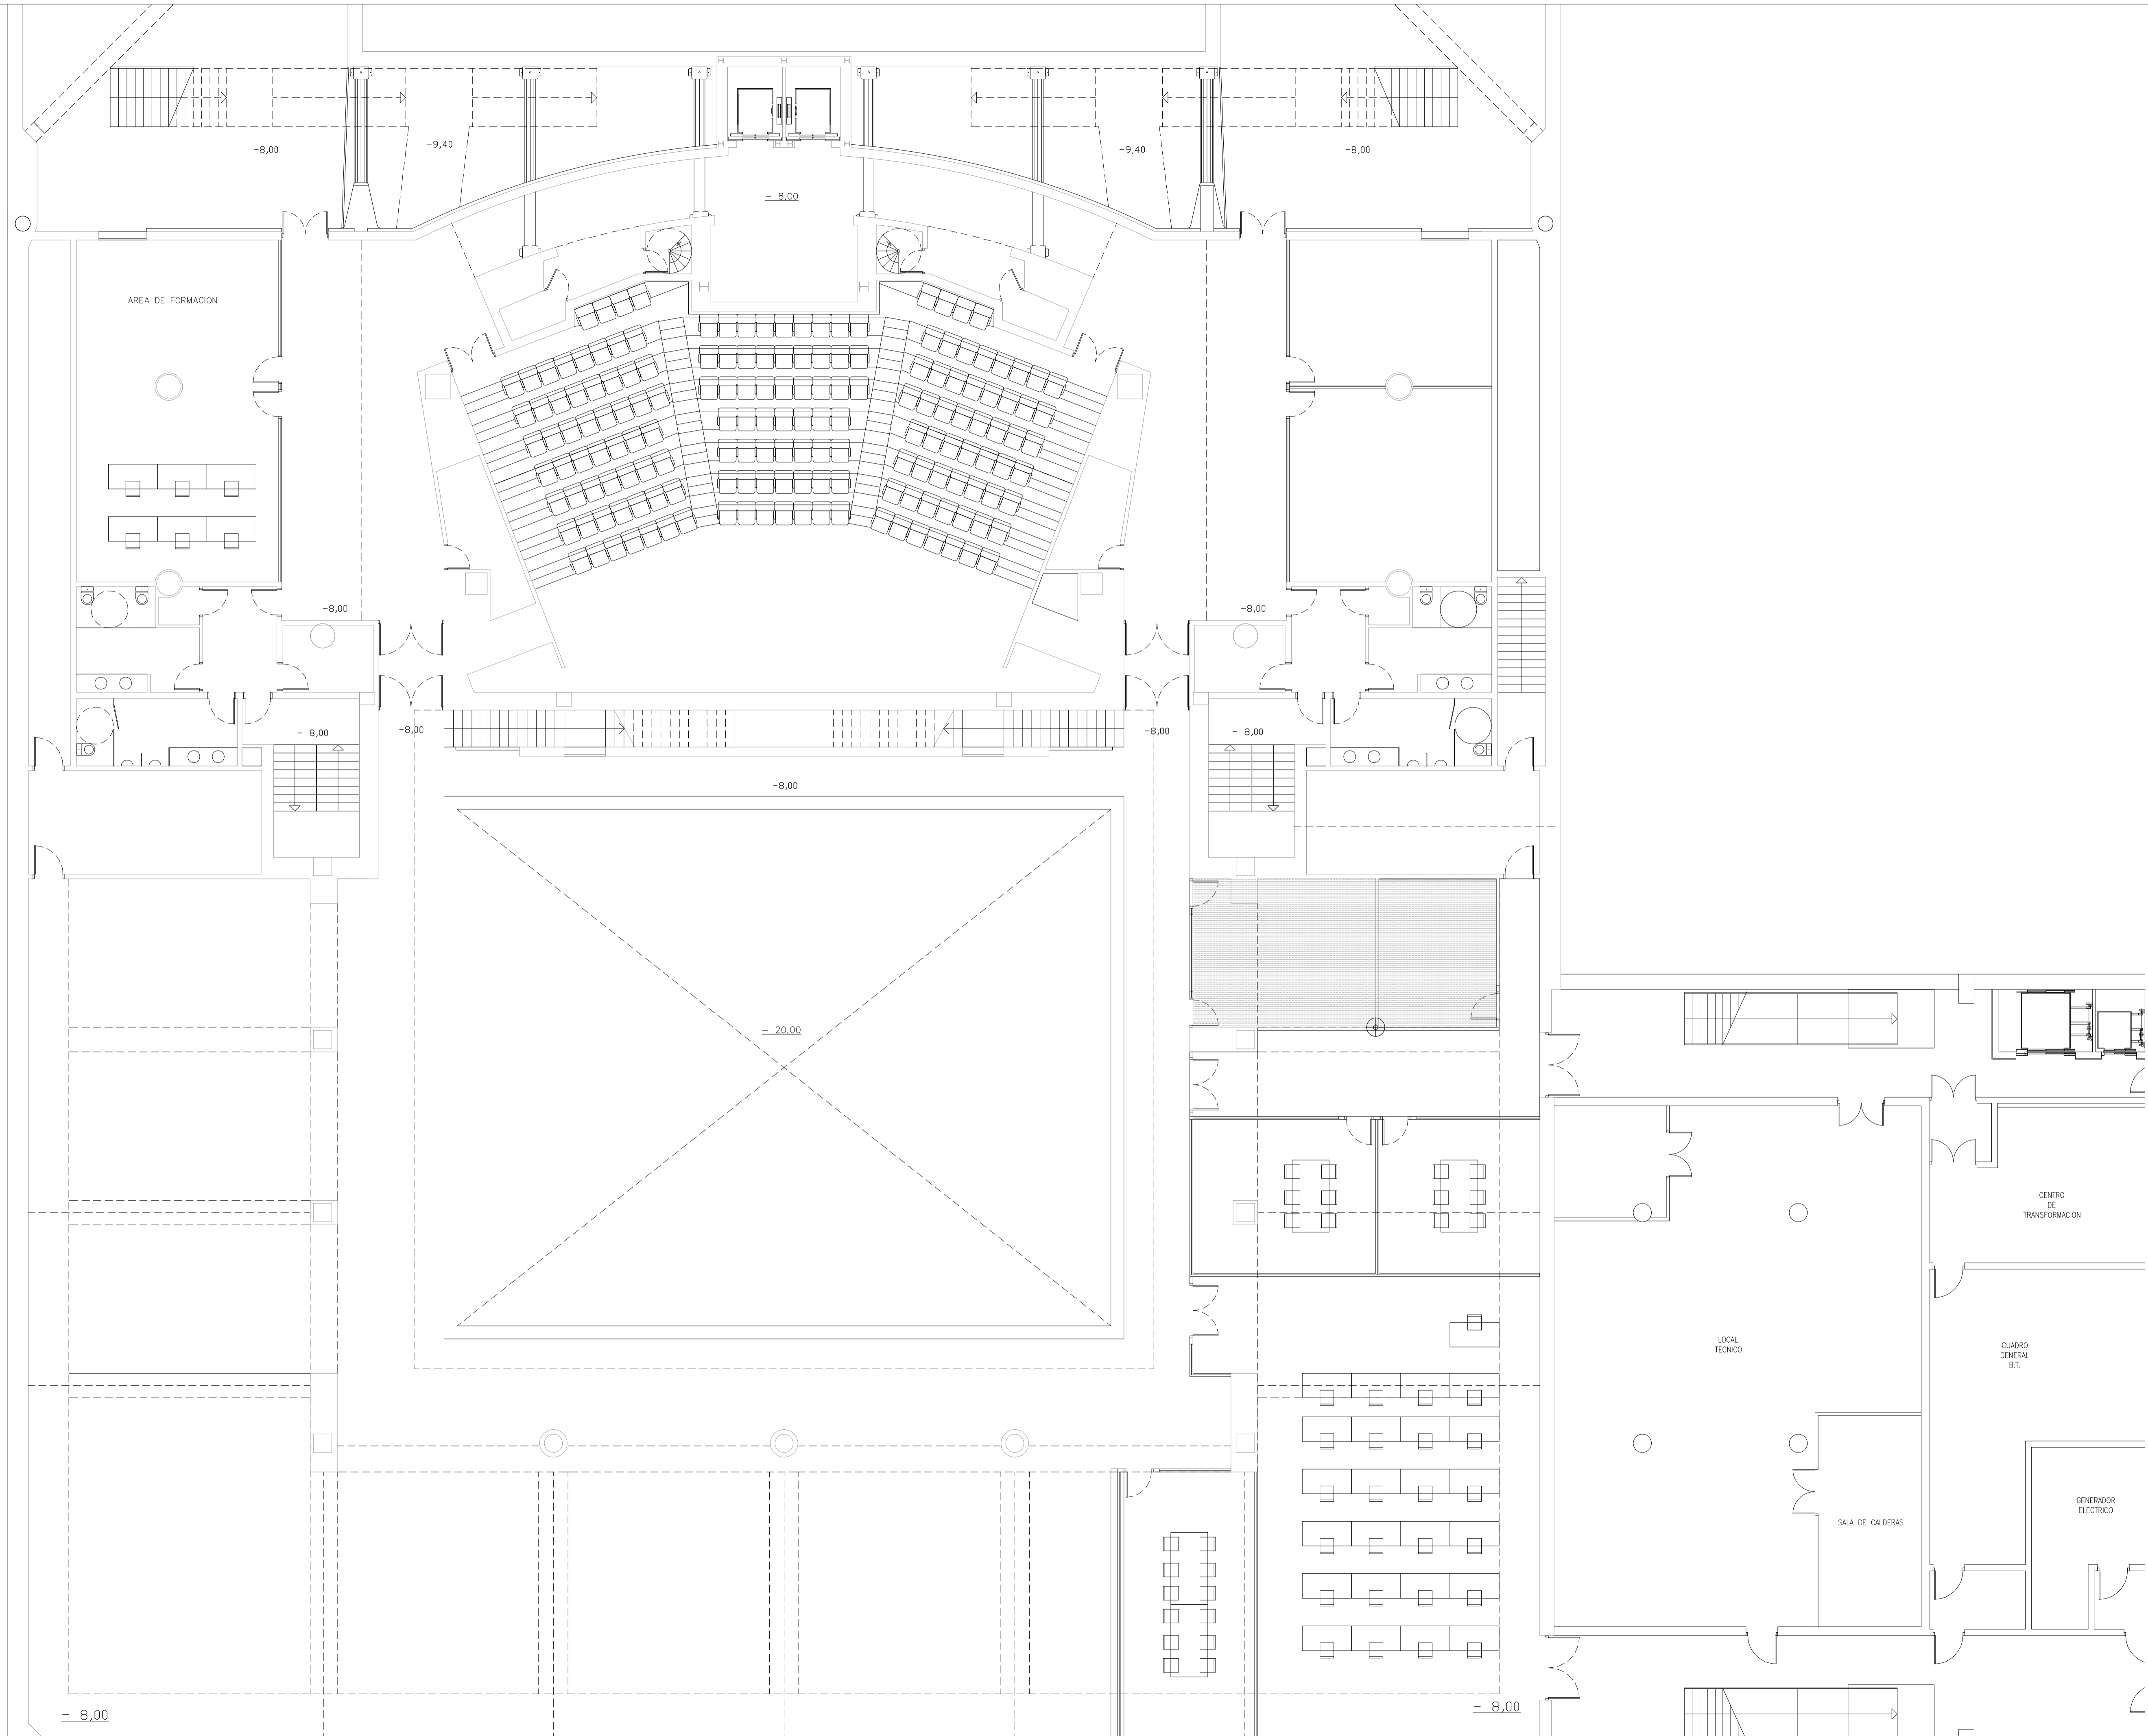 -8,00
-9,40
-9,40
-8,00
- 8,00
AREA DE FORMACION
-8,00
-8,00
- 8,00
-8,00
-8,00
- 8,00
-8,00
- 20,00
CENTRO
DE
TRANSFORMACION
LOCAL
TECNICO
CUADRO
GENERAL
B.T.
GENERADOR
ELECTRICO
SALA DE CALDERAS
- 8,00
- 8,00